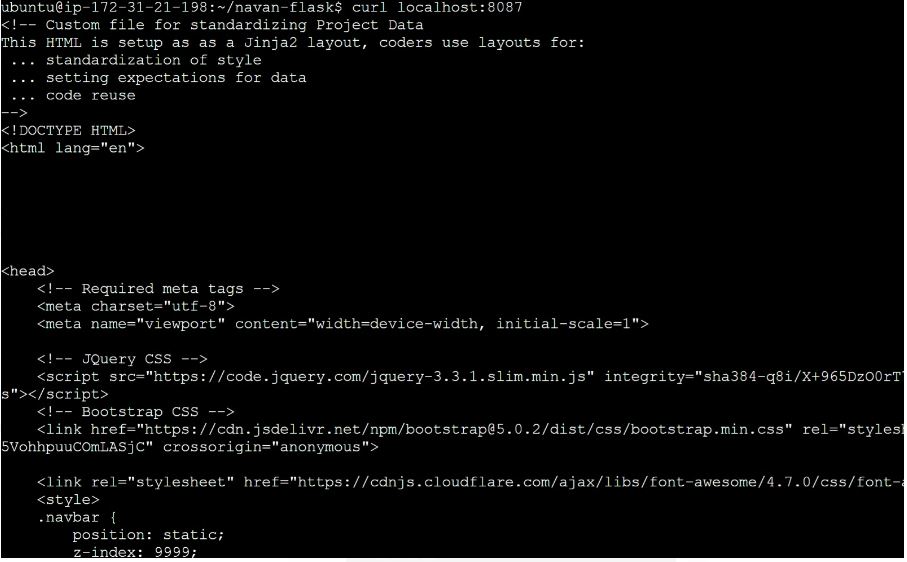 ubuntu@ip-172-31-21-198:~/navan-flask$ curl localhost:8087
<!-- Custom file for standardizing Project Data
This HTML is setup as as a Jinja2 layout, coders use layouts for:
 ... standardization of style
 ... setting expectations for data
 ... code reuse
-->
<!DOCTYPE HTML>
<html lang="en">
<head>
    <!-- Required meta tags -->
    <meta charset="utf-8">
    <meta name="viewport" content="width=device-width, initial-scale=1">
    <!-- JQuery CSS -->
    <script src="https://code.jquery.com/jquery-3.3.1.slim.min.js" integrity="sha384-q8i/X+965DzO0rT
s"></script>
    <!-- Bootstrap CSS -->
    <link href="https://cdn.jsdelivr.net/npm/bootstrap@5.0.2/dist/css/bootstrap.min.css" rel="styles
5VohhpuuCOmLASjC" crossorigin="anonymous">
    <link rel="stylesheet" href="https://cdnjs.cloudflare.com/ajax/libs/font-awesome/4.7.0/css/font-
    <style>
    .navbar {
        position: static;
        z-index: 9999;